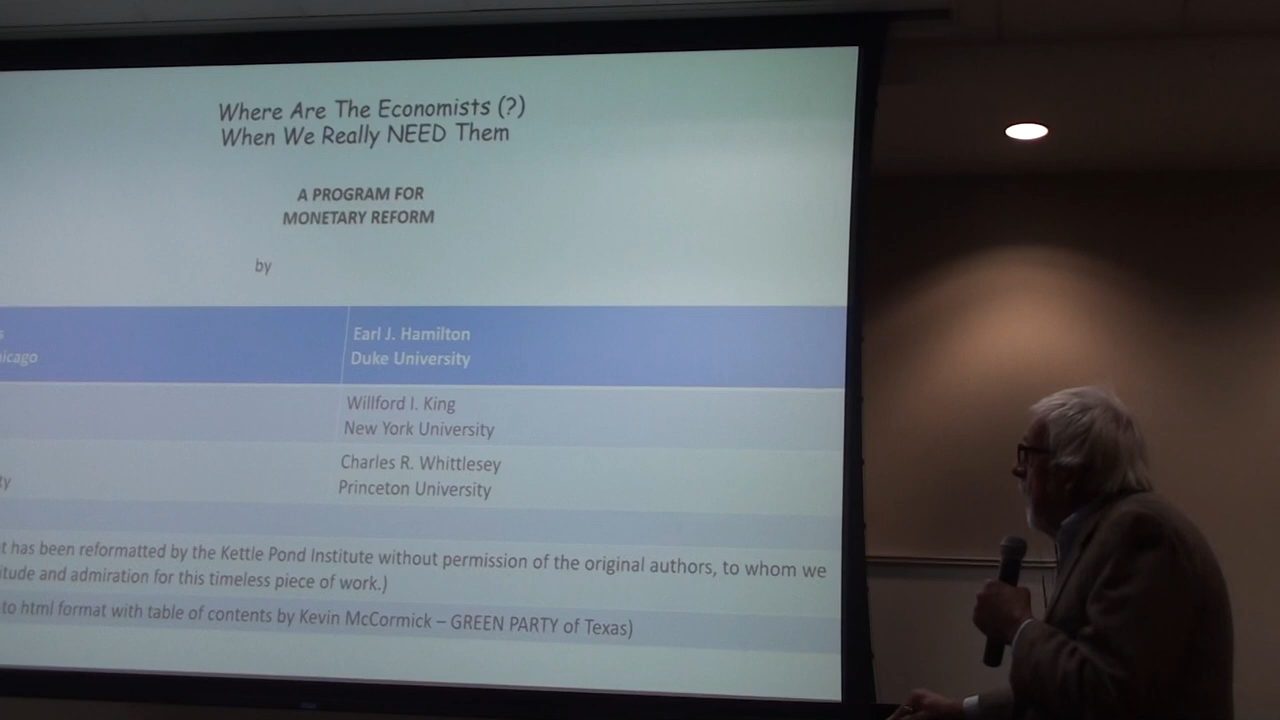 Where Are The Economists (?)
When We Really NEED Them
A PROGRAM FOR
MONETARY REFORM
by
Earl J. Hamilton
Duke University
Willford I. King
New York University
Charles R. Whittlesey
Princeton University
has been reformatted by the Kettle Pond Institute without permission of the original authors, to whom we
and admiration for this timeless piece of work.)
to html format with table of contents by Kevin McCormick – GREEN PARTY of Texas)